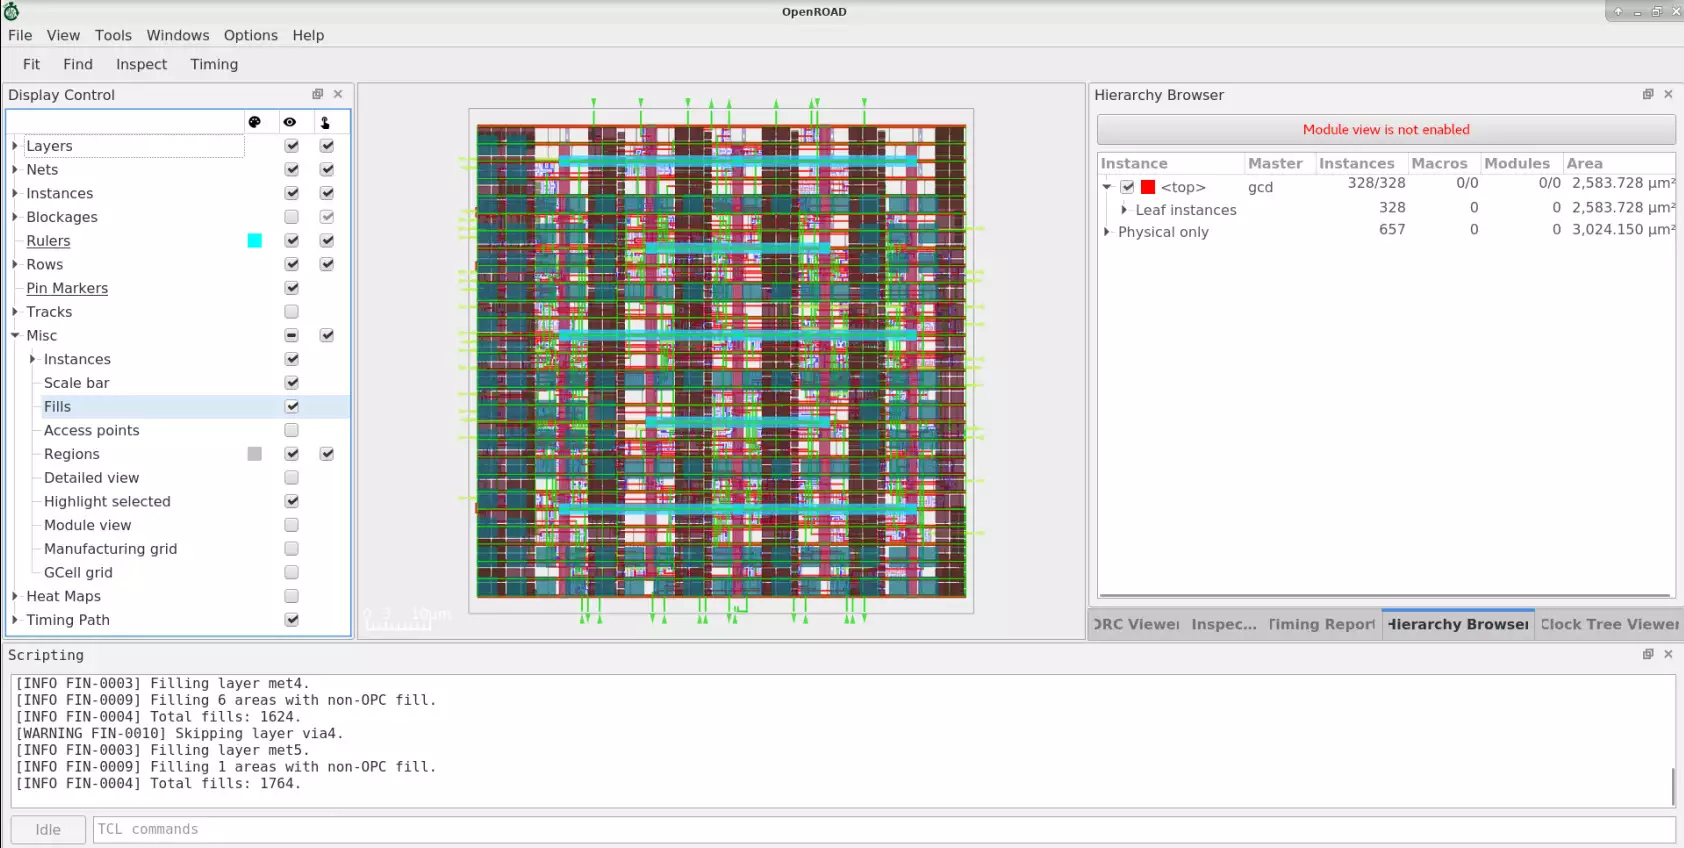 OpenROAD
File View Tools Windows Options Help
Fit Find Inspect Timing
Display Control
Layers
Nets
Instances
Blockages
Rulers
Rows
Pin Markers
Tracks
Misc
Instances
Scale bar
Fills
Access points
Regions
Detailed view
Highlight selected
Module view
Manufacturing grid
GCell grid
Heat Maps
Timing Path
0 3 10μm
Hierarchy Browser
Module view is not enabled
Instance Master Instances Macros Modules Area
<top> gcd 328/328 0/0 0/0 2,583.728 μm²
Leaf instances 328 0 0 2,583.728 μm²
Physical only 657 0 0 3,024.150 μm²
DRC Viewer Inspec... Timing Report Hierarchy Browser Clock Tree Viewer
Scripting
[INFO FIN-0003] Filling layer met4.
[INFO FIN-0009] Filling 6 areas with non-OPC fill.
[INFO FIN-0004] Total fills: 1624.
[WARNING FIN-0010] Skipping layer via4.
[INFO FIN-0003] Filling layer met5.
[INFO FIN-0009] Filling 1 areas with non-OPC fill.
[INFO FIN-0004] Total fills: 1764.
Idle TCL commands